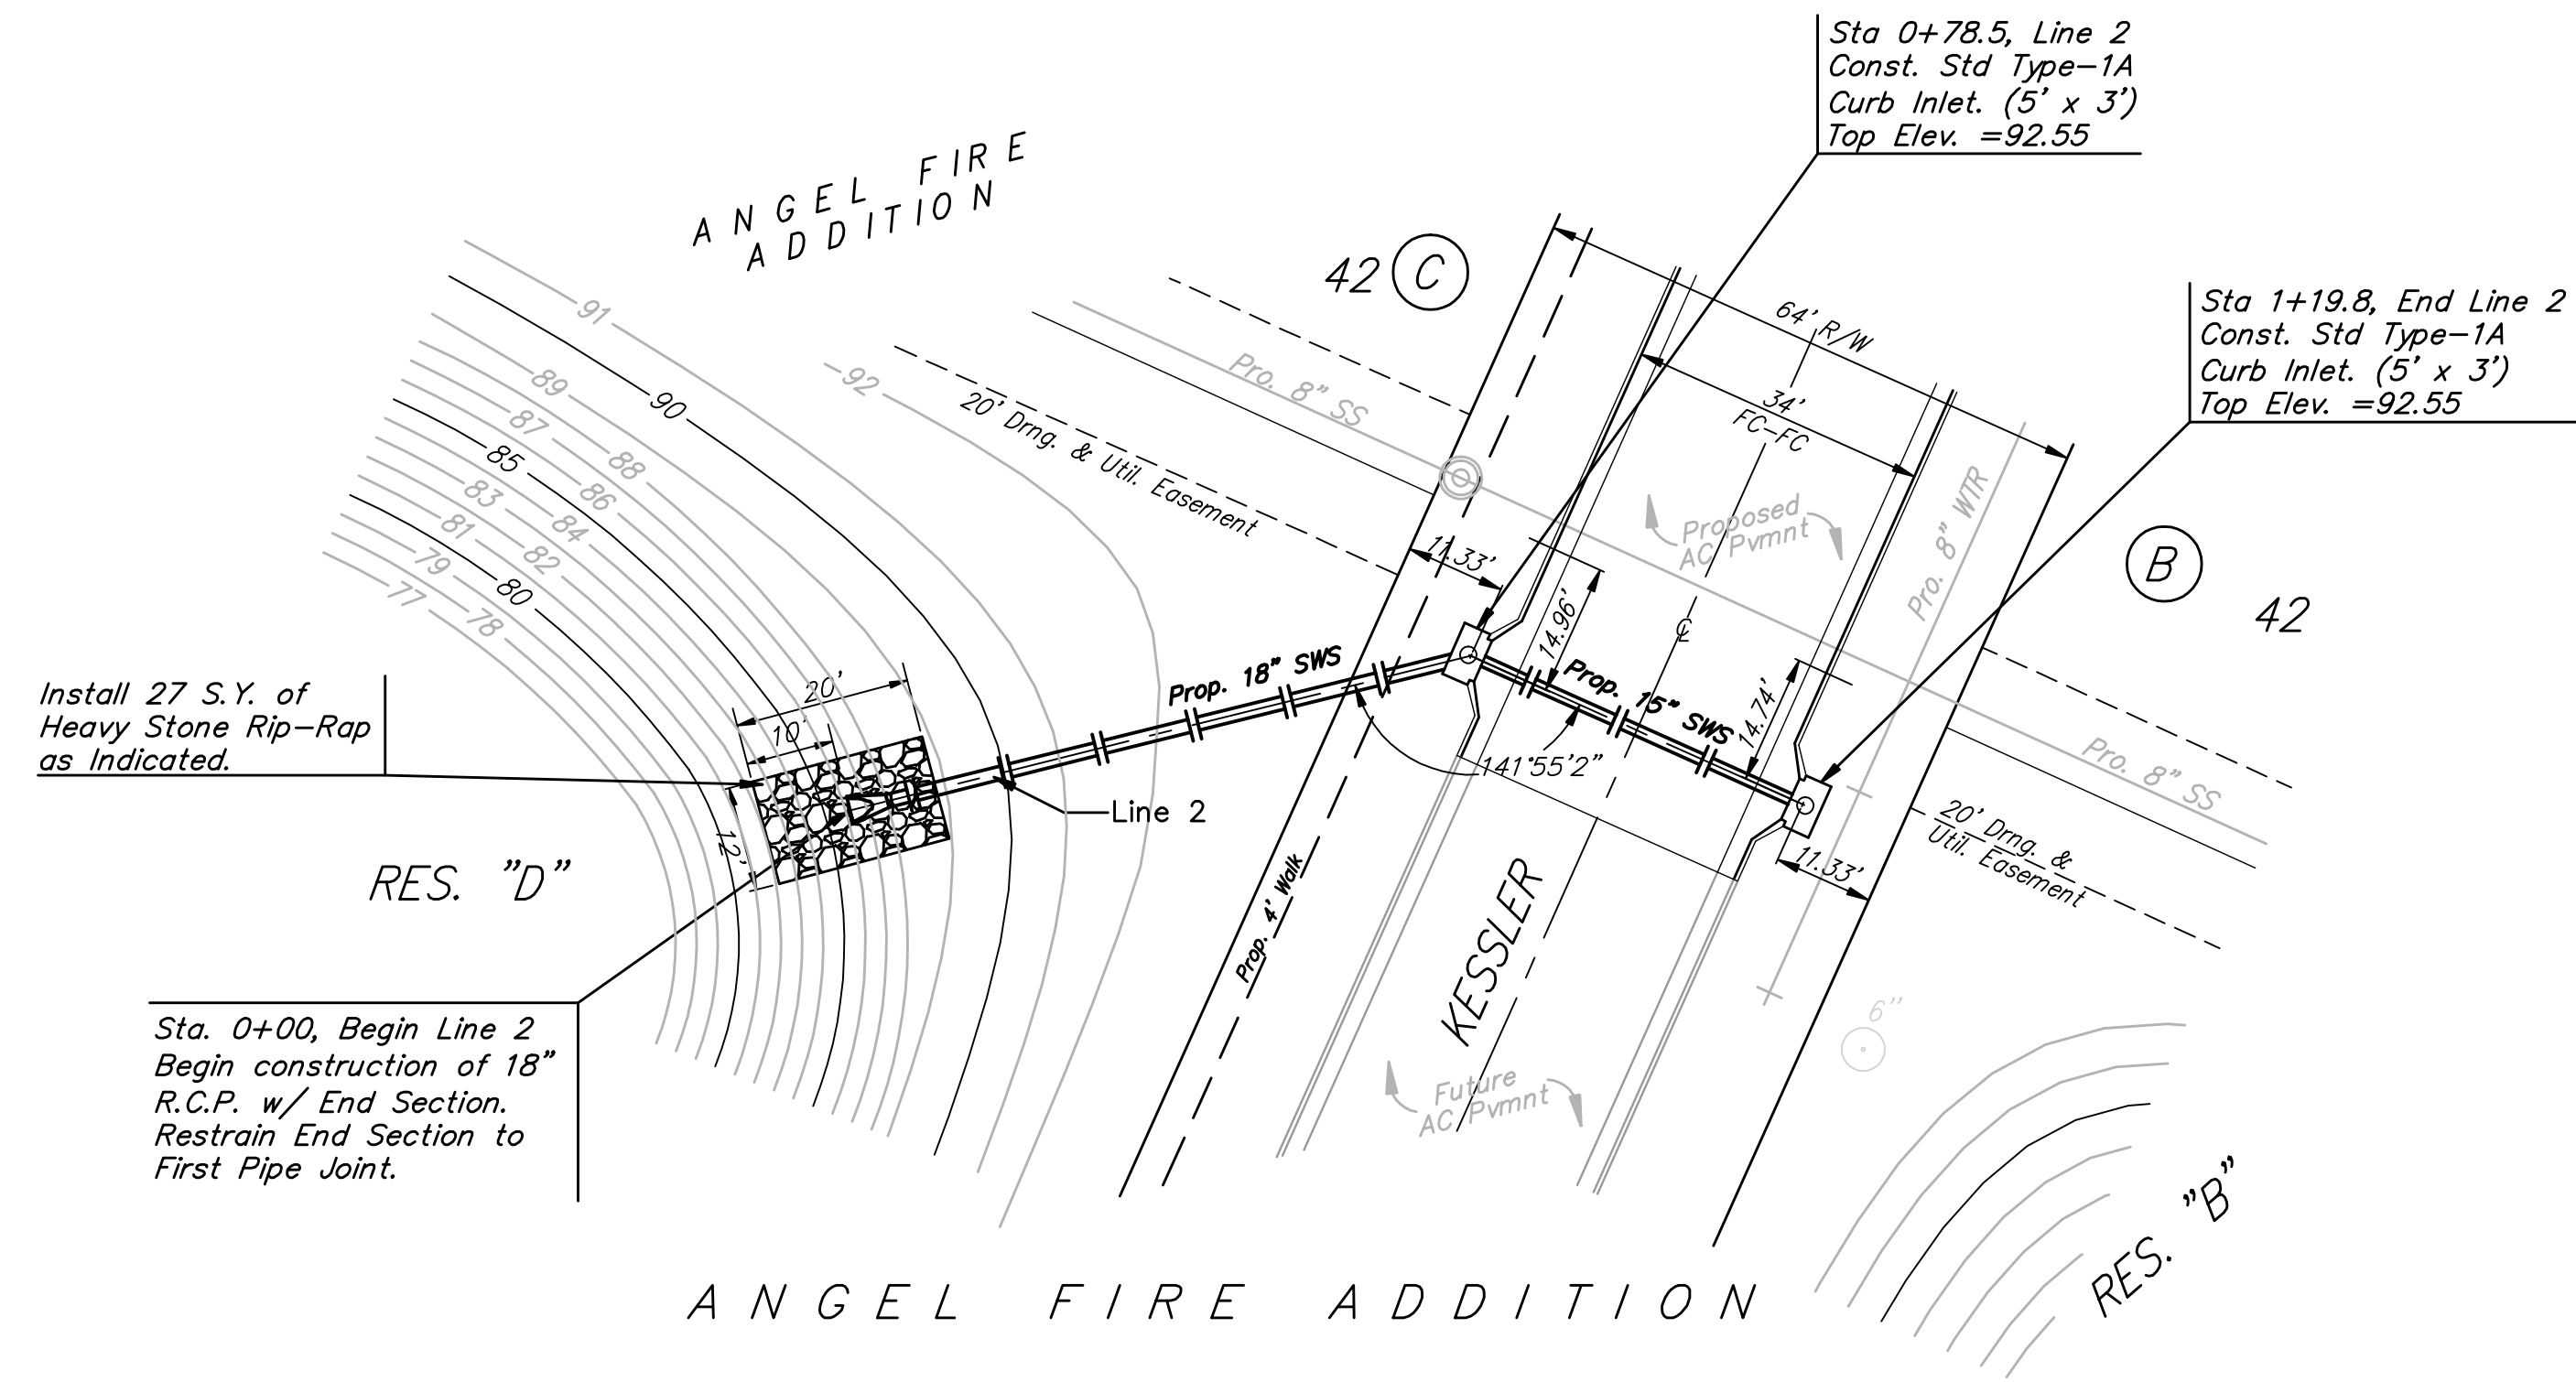 Sta 0+78.5, Line 2
Const. Std Type-1A
Curb Inlet. (5' x 3')
Top Elev. =92.55
ANGEL FIRE
ADDITION
42 C
Sta 1+19.8, End Line 2
Const. Std Type-1A
Curb Inlet. (5' x 3')
Top Elev. =92.55
64' R/W
34'
FC-FC
91
92
90
89
88
87
86
85
84
83
82
81
80
79
78
77
Pro. 8" SS
20' Drng. & Util. Easement
Proposed
AC Pvmnt
Pro. 8" WTR
B
42
11.33'
14.96'
℄
Prop. 18" SWS
Prop. 15" SWS
14.74'
141°55'2"
Install 27 S.Y. of
Heavy Stone Rip-Rap
as Indicated.
20'
10'
12'
Line 2
Pro. 8" SS
20' Drng. &
Util. Easement
11.33'
RES. "D"
Prop. 4' Walk
KESSLER
Sta. 0+00, Begin Line 2
Begin construction of 18"
R.C.P. w/ End Section.
Restrain End Section to
First Pipe Joint.
Future
AC Pvmnt
6"
RES. "B"
ANGEL FIRE ADDITION